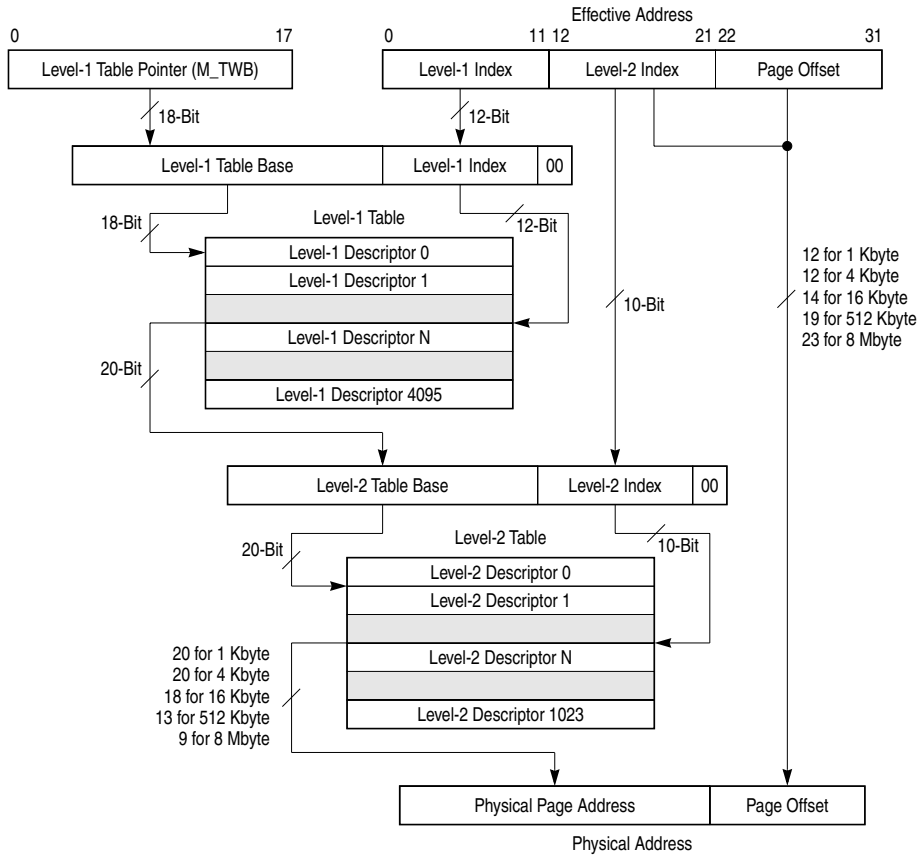 Effective Address
0 17 0 11 12 21 22 31
Level-1 Table Pointer (M_TWB) Level-1 Index Level-2 Index Page Offset
18-Bit 12-Bit
Level-1 Table Base Level-1 Index 00
18-Bit Level-1 Table 12-Bit
Level-1 Descriptor 0
Level-1 Descriptor 1
12 for 1 Kbyte
12 for 4 Kbyte
14 for 16 Kbyte
19 for 512 Kbyte
23 for 8 Mbyte
10-Bit
Level-1 Descriptor N
20-Bit
Level-1 Descriptor 4095
Level-2 Table Base Level-2 Index 00
20-Bit Level-2 Table 10-Bit
Level-2 Descriptor 0
Level-2 Descriptor 1
20 for 1 Kbyte
20 for 4 Kbyte
18 for 16 Kbyte
13 for 512 Kbyte
9 for 8 Mbyte
Level-2 Descriptor N
Level-2 Descriptor 1023
Physical Page Address Page Offset
Physical Address